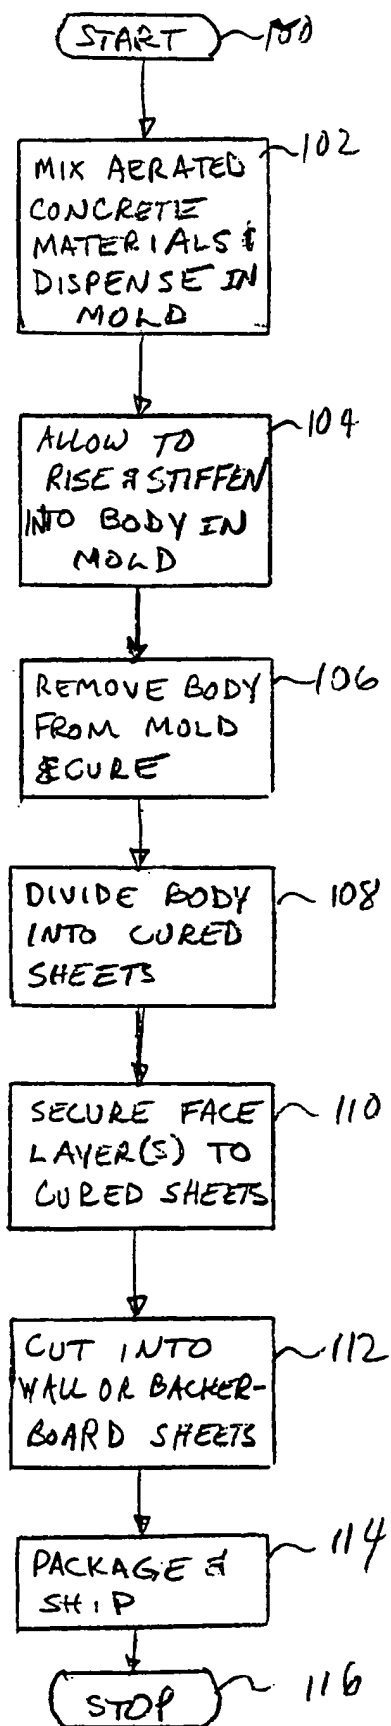 START
100
102
MIX AERATED
CONCRETE
MATERIALS &
DISPENSE IN
MOLD
104
ALLOW TO
RISE & STIFFEN
INTO BODY IN
MOLD
106
REMOVE BODY
FROM MOLD
& CURE
108
DIVIDE BODY
INTO CURED
SHEETS
110
SECURE FACE
LAYER(S) TO
CURED SHEETS
112
CUT INTO
WALL OR BACKER-
BOARD SHEETS
114
PACKAGE &
SHIP
116
STOP